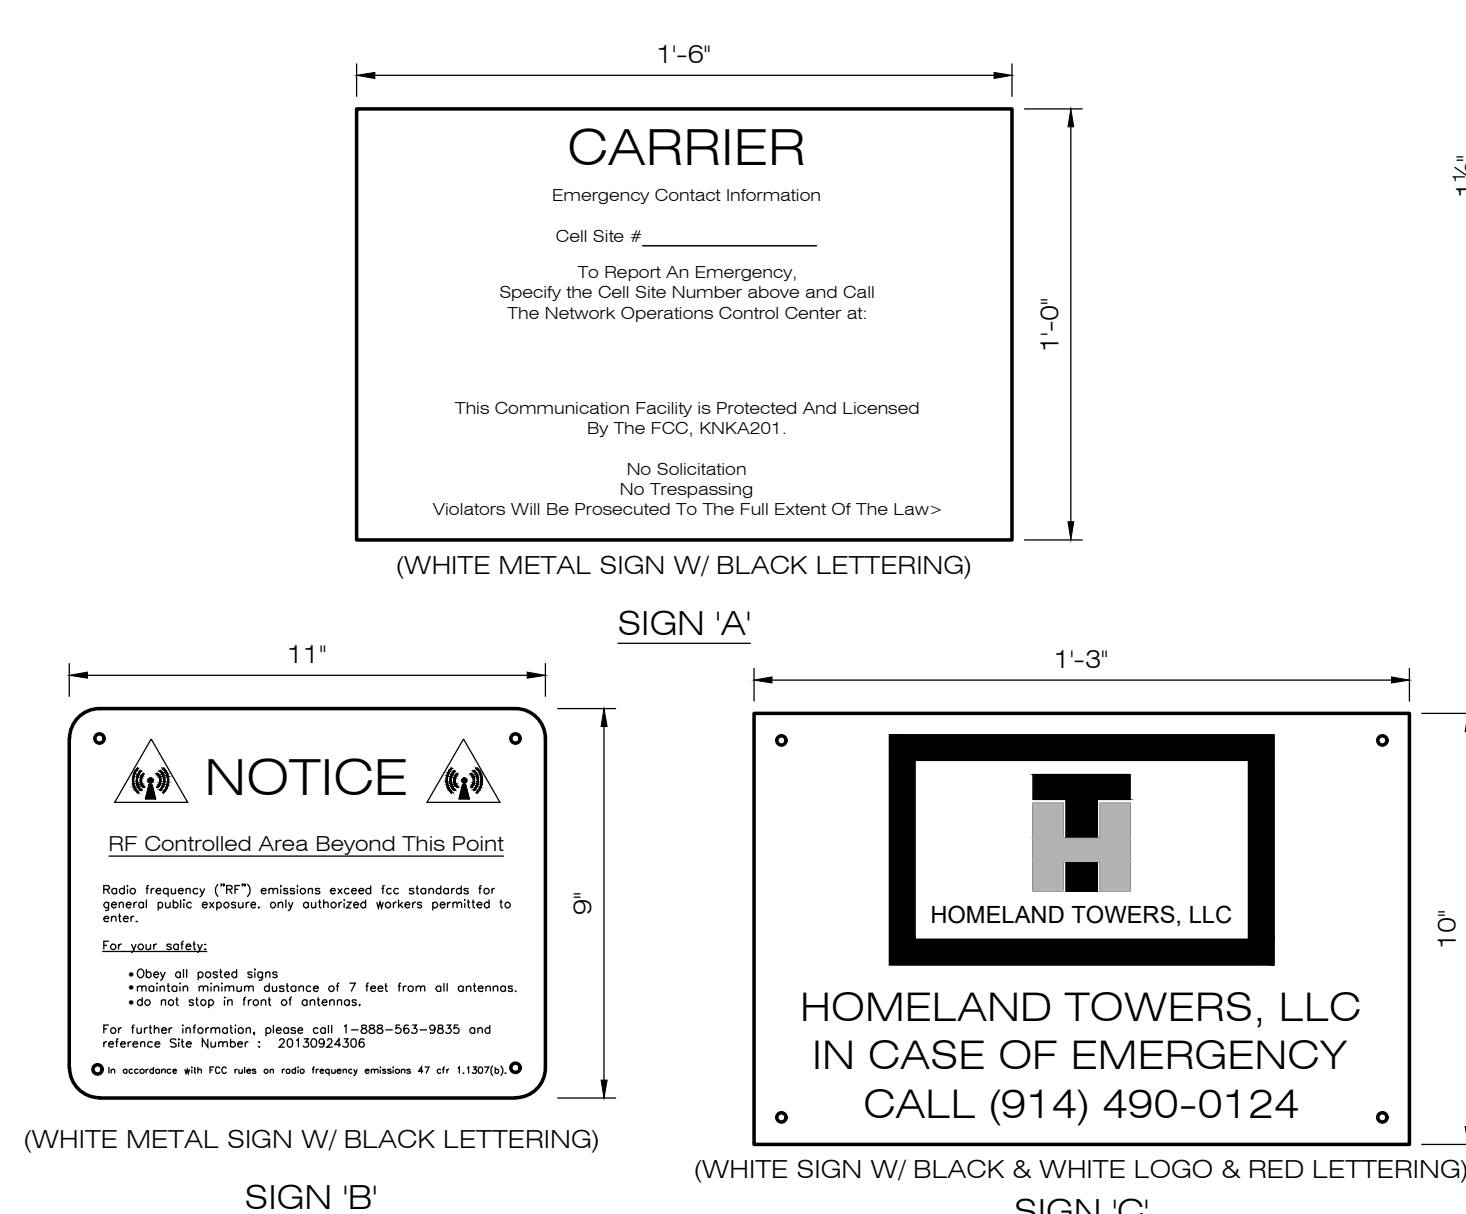 1'-6"
CARRIER
Emergency Contact Information
Cell Site #
To Report An Emergency,
Specify the Cell Site Number above and Call
The Network Operations Control Center at:
This Communication Facility is Protected And Licensed
By The FCC, KNKA201.
No Solicitation
No Trespassing
Violators Will Be Prosecuted To The Full Extent Of The Law>
1'-0"
1½"
(WHITE METAL SIGN W/ BLACK LETTERING)
SIGN 'A'
11"
NOTICE
RF Controlled Area Beyond This Point
Radio frequency ("RF") emissions exceed fcc standards for
general public exposure. only authorized workers permitted to
enter.
For your safety:
•Obey all posted signs
•maintain minimum dustance of 7 feet from all antennas.
•do not stop in front of antennas.
For further information, please call 1-888-563-9835 and
reference Site Number : 20130924306
In accordance with FCC rules on radio frequency emissions 47 cfr 1.1307(b).
9"
(WHITE METAL SIGN W/ BLACK LETTERING)
SIGN 'B'
1'-3"
HOMELAND TOWERS, LLC
HOMELAND TOWERS, LLC
IN CASE OF EMERGENCY
CALL (914) 490-0124
10"
(WHITE SIGN W/ BLACK & WHITE LOGO & RED LETTERING)
SIGN 'C'